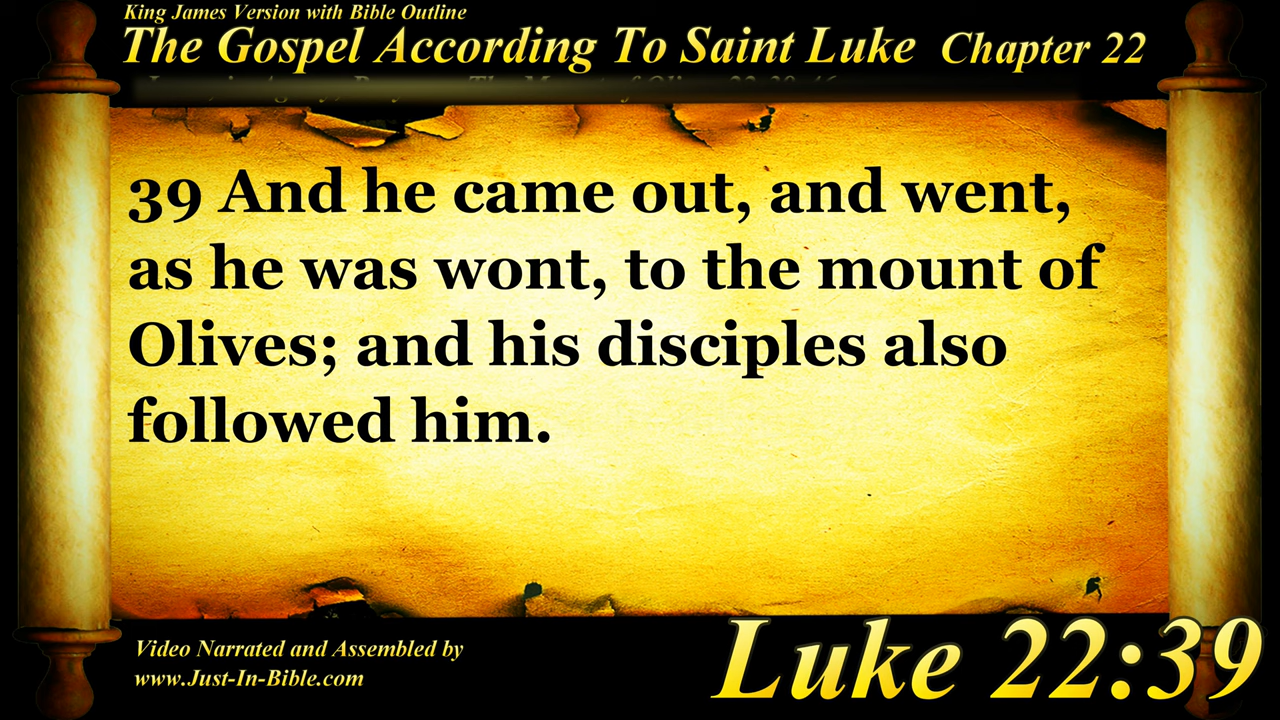 King James Version with Bible Outline
The Gospel According To Saint Luke Chapter 22
39 And he came out, and went,
as he was wont, to the mount of
Olives; and his disciples also
followed him.
Video Narrated and Assembled by
www.Just-In-Bible.com
Luke 22:39